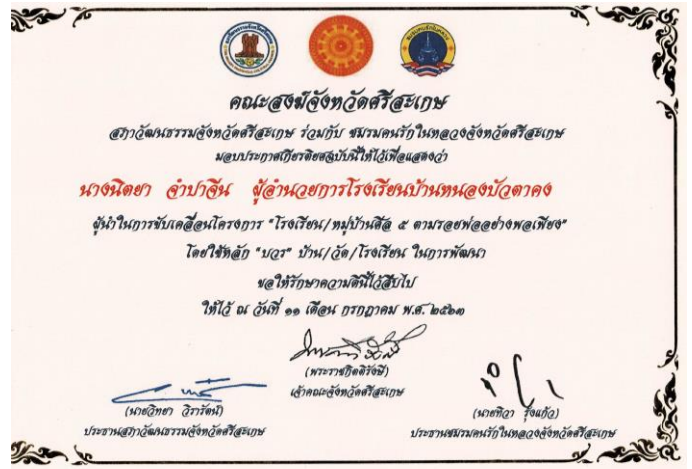 คณะสงฆ์จังหวัดศรีสะเกษ
สภาวัฒนธรรมจังหวัดศรีสะเกษ ร่วมกับ ชมรมคนรักในหลวงจังหวัดศรีสะเกษ
มอบประกาศเกียรติยศฉบับนี้ให้ไว้เพื่อแสดงว่า
นางนิตยา จำปาจีน ผู้อำนวยการโรงเรียนบ้านหนองบัวตาคง
ผู้นำในการขับเคลื่อนโครงการ "โรงเรียน/หมู่บ้านศีล ๕ ตามรอยพ่ออย่างพอเพียง"
โดยใช้หลัก "บวร" บ้าน/วัด/โรงเรียน ในการพัฒนา
ขอให้รักษาความดีนี้ไว้สืบไป
ให้ไว้ ณ วันที่ ๑๑ เดือน กรกฎาคม พ.ศ. ๒๕๖๓
(พระราชกิตติรังษี)
เจ้าคณะจังหวัดศรีสะเกษ
(นายวิทยา วิรารัตน์)
ประธานสภาวัฒนธรรมจังหวัดศรีสะเกษ
(นายทิวา รุ้งแก้ว)
ประธานชมรมคนรักในหลวงจังหวัดศรีสะเกษ